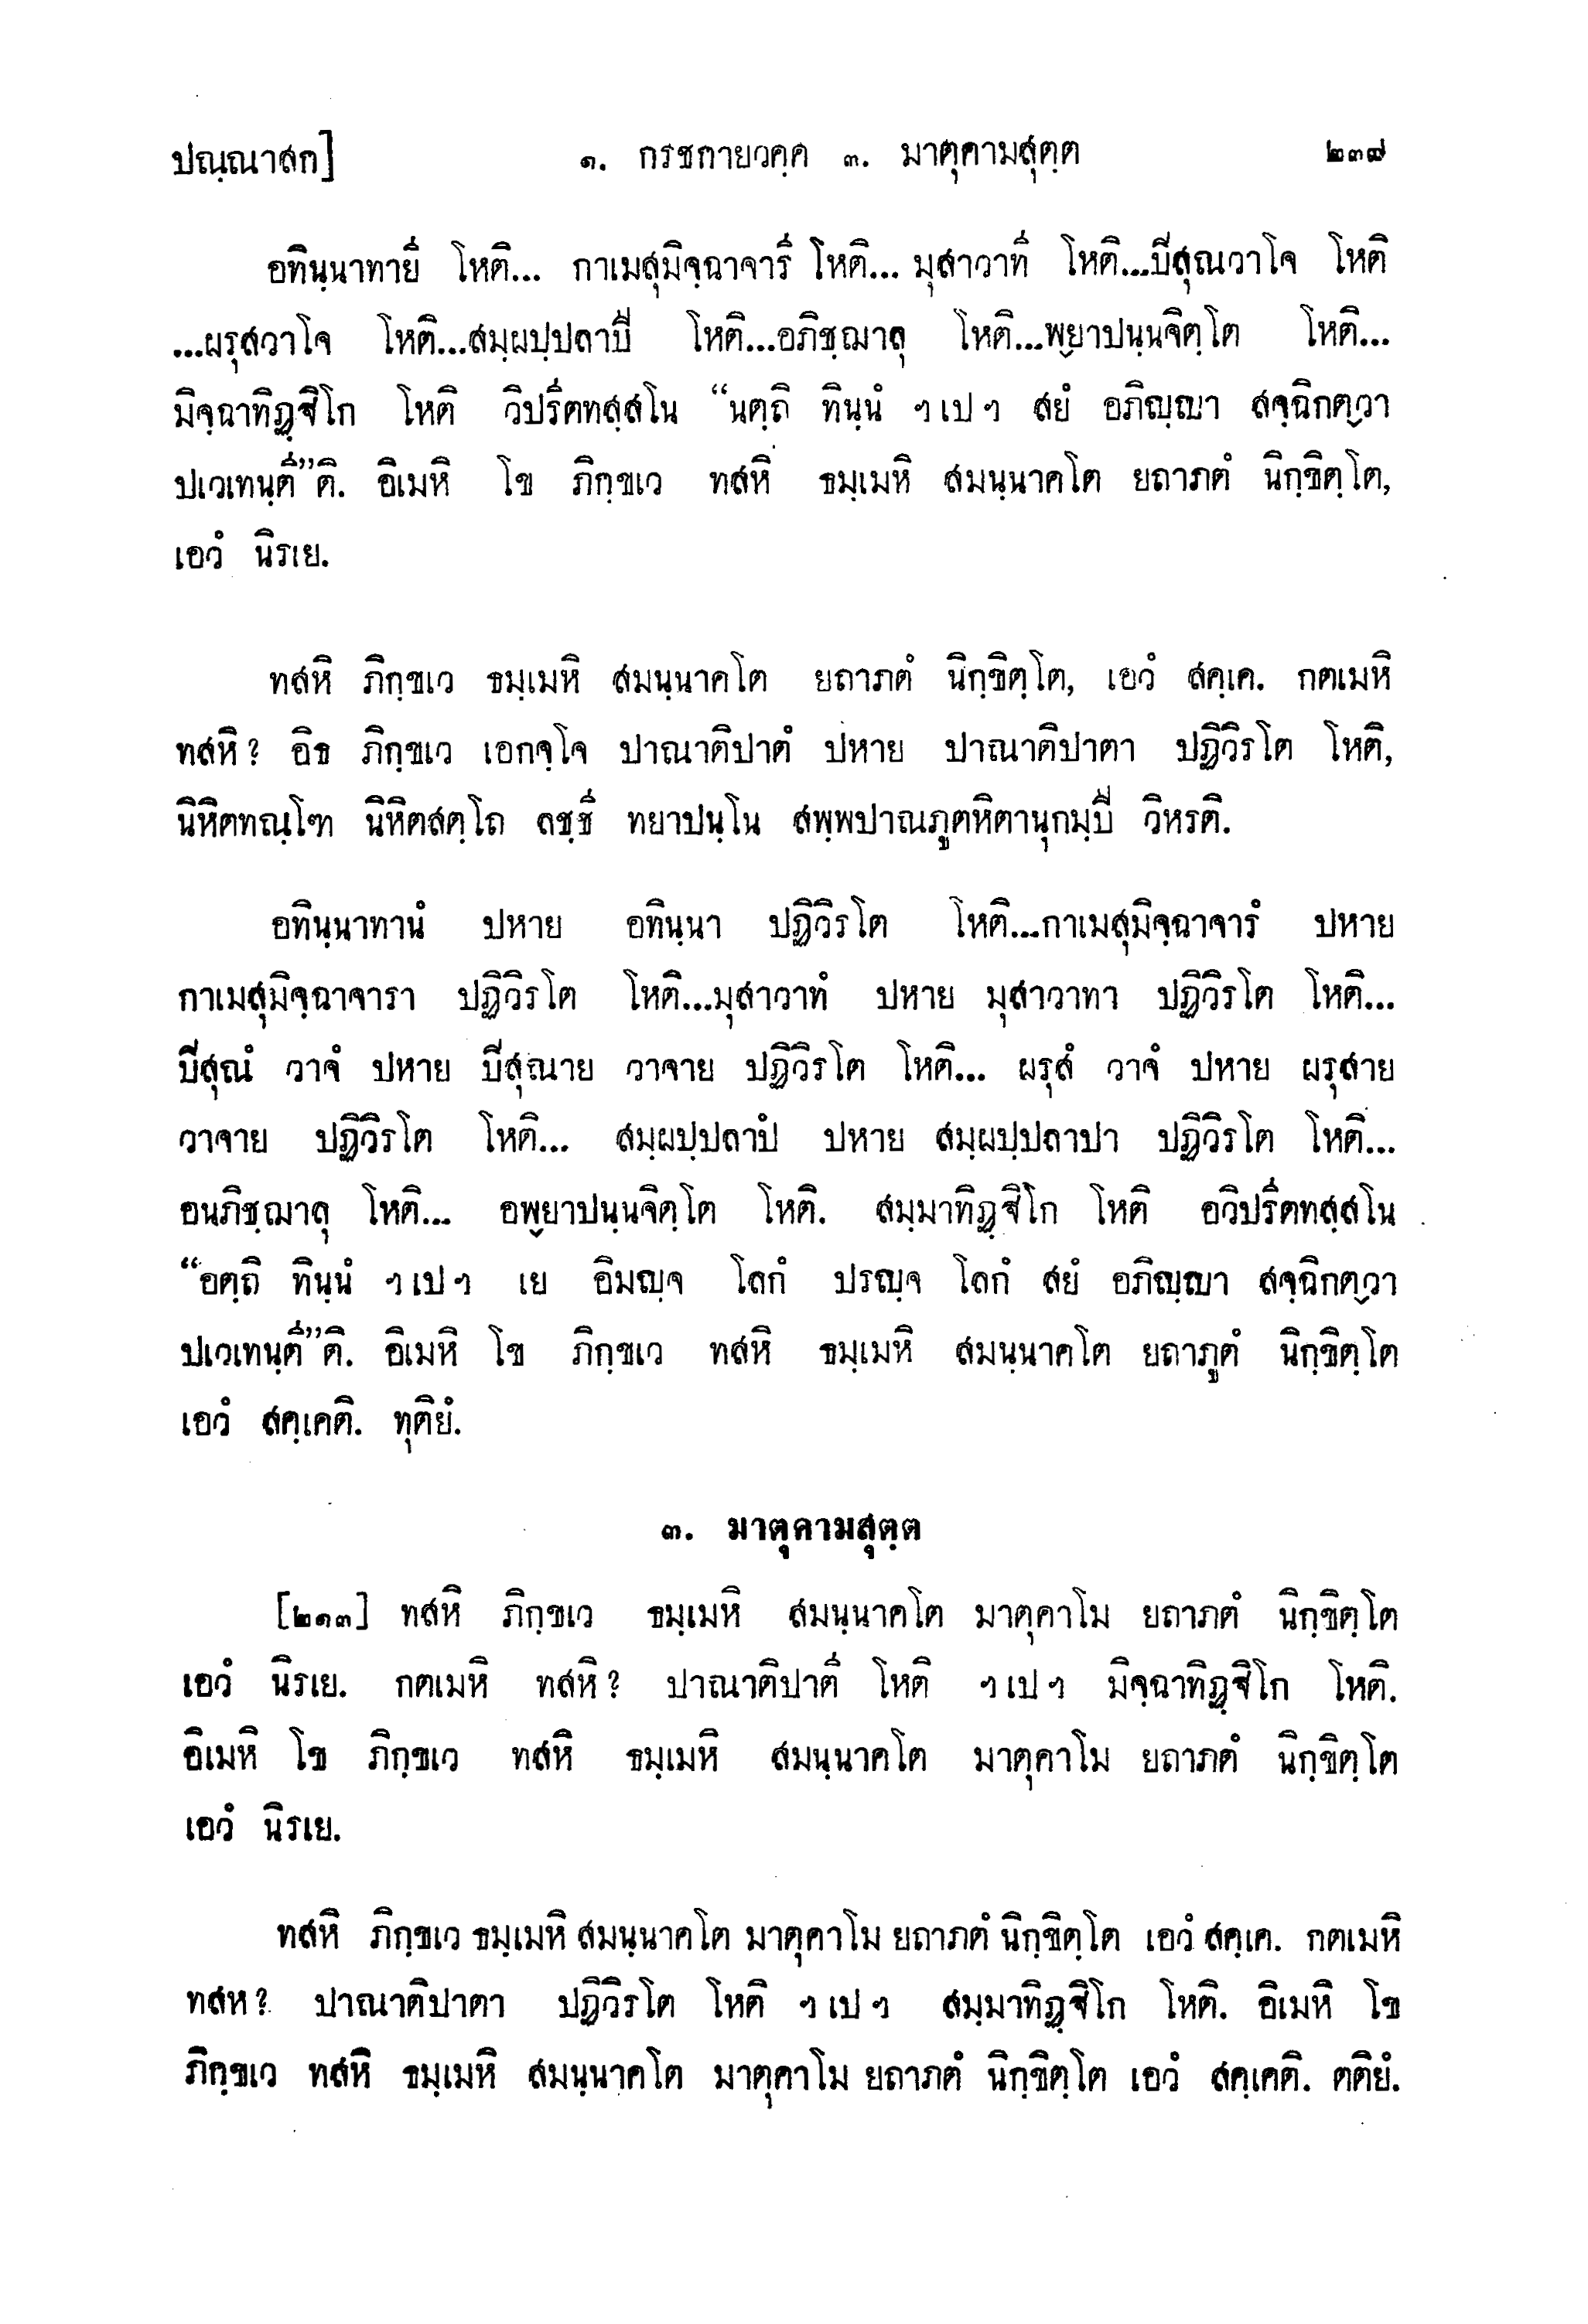 ปณฺณาสก] ๑. กรชกายวคฺค ๓. มาตุคามสุตฺต ๒๓๙
อทินฺนาทายี โหติ... กาเมสุมิจฺฉาจารี โหติ... มุสาวาที โหติ...ปิสุณวาโจ โหติ
...ผรุสวาโจ โหติ...สมฺผปฺปลาปี โหติ...อภิชฺฌาลุ โหติ...พฺยาปนฺนจิตฺโต โหติ...
มิจฺฉาทิฏฺฐิโก โหติ วิปรีตทสฺสโน “นตฺถิ ทินฺนํ ฯเปฯ สยํ อภิญฺญา สจฺฉิกตฺวา
ปเวเทนฺตี”ติ. อิเมหิ โข ภิกฺขเว ทสหิ ธมฺเมหิ สมนฺนาคโต ยถาภตํ นิกฺขิตฺโต,
เอวํ นิรเย.
ทสหิ ภิกฺขเว ธมฺเมหิ สมนฺนาคโต ยถาภตํ นิกฺขิตฺโต, เอวํ สคฺเค. กตเมหิ
ทสหิ? อิธ ภิกฺขเว เอกจฺโจ ปาณาติปาตํ ปหาย ปาณาติปาตา ปฏิวิรโต โหติ,
นิหิตทณฺโฑ นิหิตสตฺโถ ลชฺชี ทยาปนฺโน สพฺพปาณภูตหิตานุกมฺปี วิหรติ.
อทินฺนาทานํ ปหาย อทินฺนา ปฏิวิรโต โหติ...กาเมสุมิจฺฉาจารํ ปหาย
กาเมสุมิจฺฉาจารา ปฏิวิรโต โหติ...มุสาวาทํ ปหาย มุสาวาทา ปฏิวิรโต โหติ...
ปิสุณํ วาจํ ปหาย ปิสุณาย วาจาย ปฏิวิรโต โหติ... ผรุสํ วาจํ ปหาย ผรุสาย
วาจาย ปฏิวิรโต โหติ... สมฺผปฺปลาปํ ปหาย สมฺผปฺปลาปา ปฏิวิรโต โหติ...
อนภิชฺฌาลุ โหติ... อพฺยาปนฺนจิตฺโต โหติ. สมฺมาทิฏฺฐิโก โหติ อวิปรีตทสฺสโน
“อตฺถิ ทินฺนํ ฯเปฯ เย อิมญฺจ โลกํ ปรญฺจ โลกํ สยํ อภิญฺญา สจฺฉิกตฺวา
ปเวเทนฺตี”ติ. อิเมหิ โข ภิกฺขเว ทสหิ ธมฺเมหิ สมนฺนาคโต ยถาภูตํ นิกฺขิตฺโต
เอวํ สคฺเคติ. ทุติยํ.
๓. มาตุคามสุตฺต
[๒๑๓] ทสหิ ภิกฺขเว ธมฺเมหิ สมนฺนาคโต มาตุคาโม ยถาภตํ นิกฺขิตฺโต
เอวํ นิรเย. กตเมหิ ทสหิ? ปาณาติปาตี โหติ ฯเปฯ มิจฺฉาทิฏฺฐิโก โหติ.
อิเมหิ โข ภิกฺขเว ทสหิ ธมฺเมหิ สมนฺนาคโต มาตุคาโม ยถาภตํ นิกฺขิตฺโต
เอวํ นิรเย.
ทสหิ ภิกฺขเว ธมฺเมหิ สมนฺนาคโต มาตุคาโม ยถาภตํ นิกฺขิตฺโต เอวํ สคฺเค. กตเมหิ
ทสห? ปาณาติปาตา ปฏิวิรโต โหติ ฯเปฯ สมฺมาทิฏฺฐิโก โหติ. อิเมหิ โข
ภิกฺขเว ทสหิ ธมฺเมหิ สมนฺนาคโต มาตุคาโม ยถาภตํ นิกฺขิตฺโต เอวํ สคฺเคติ. ตติยํ.